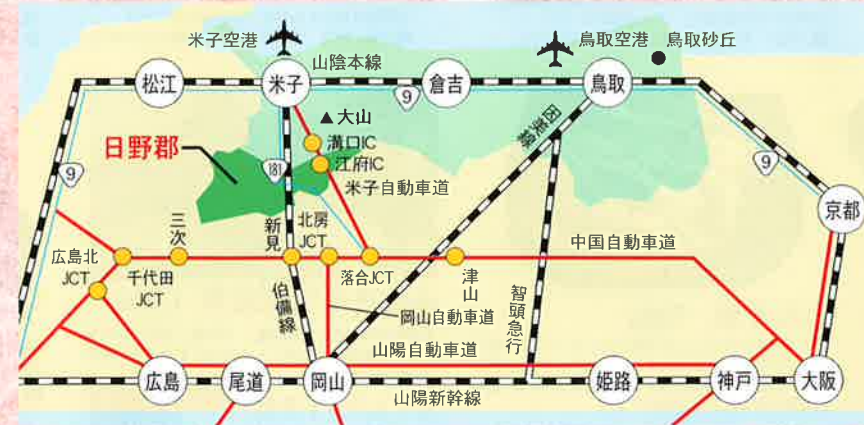 米子空港
鳥取空港
鳥取砂丘
山陰本線
松江
米子
9
倉吉
鳥取
▲大山
因美線
溝口IC
日野郡
181
江府IC
9
9
米子自動車道
京都
三次
新見
北房
JCT
中国自動車道
広島北
JCT
千代田
JCT
落合JCT
津山
伯備線
智頭急行
岡山自動車道
山陽自動車道
広島
尾道
岡山
姫路
神戸
大阪
山陽新幹線